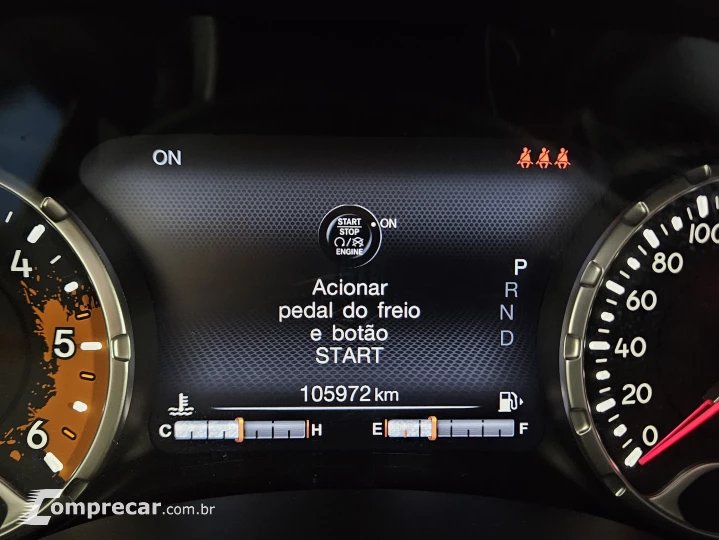 ON
START
STOP
ENGINE
ON
Acionar
pedal do freio
e botão
START
P
R
N
D
105972 km
C
H
E
F
4
5
6
100
80
60
40
20
0
Comprecar.com.br